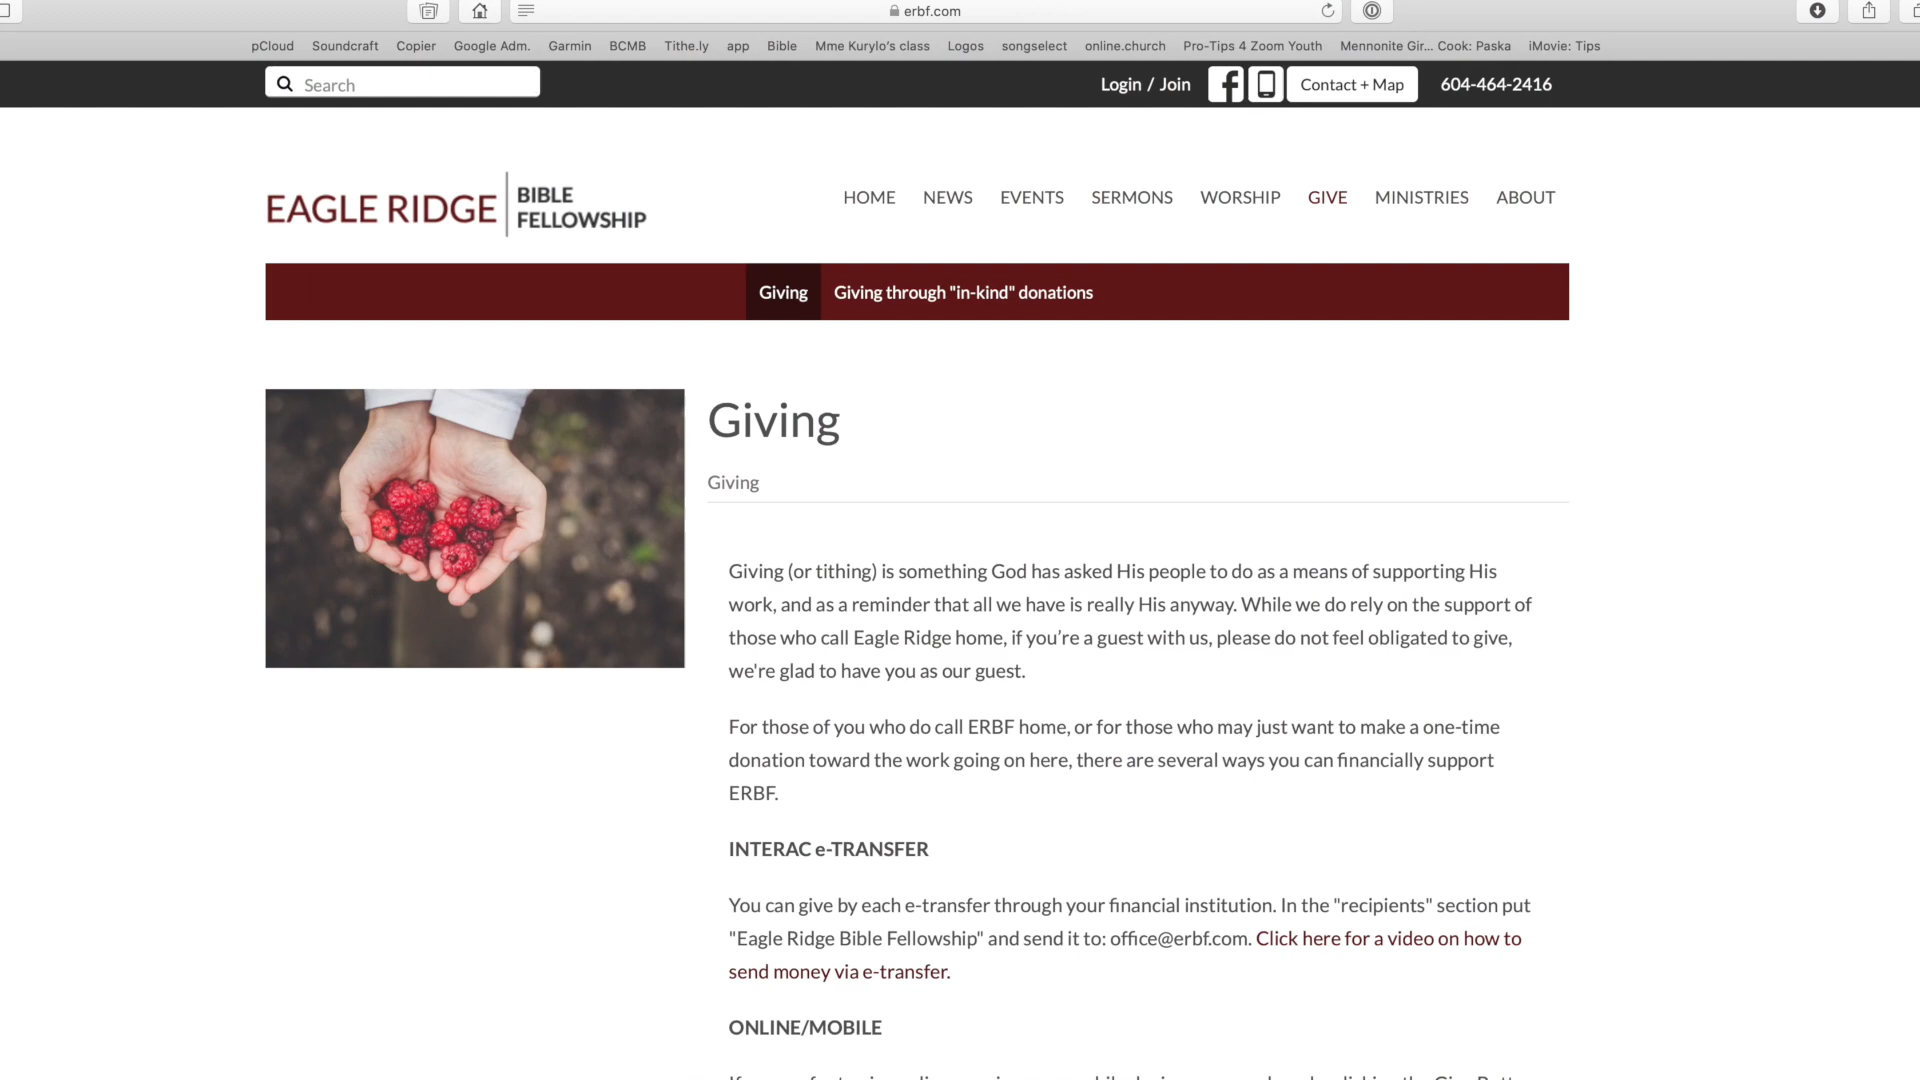 erbf.com
pCloud Soundcraft Copier Google Adm. Garmin BCMB Tithe.ly app Bible Mme Kurylo's class Logos songselect online.church Pro-Tips 4 Zoom Youth Mennonite Gir... Cook: Paska iMovie: Tips
Search
Login / Join Contact + Map 604-464-2416
EAGLE RIDGE BIBLE
FELLOWSHIP
HOME NEWS EVENTS SERMONS WORSHIP GIVE MINISTRIES ABOUT
Giving Giving through "in-kind" donations
Giving
Giving
Giving (or tithing) is something God has asked His people to do as a means of supporting His
work, and as a reminder that all we have is really His anyway. While we do rely on the support of
those who call Eagle Ridge home, if you’re a guest with us, please do not feel obligated to give,
we're glad to have you as our guest.
For those of you who do call ERBF home, or for those who may just want to make a one-time
donation toward the work going on here, there are several ways you can financially support
ERBF.
INTERAC e-TRANSFER
You can give by each e-transfer through your financial institution. In the "recipients" section put
"Eagle Ridge Bible Fellowship" and send it to: office@erbf.com. Click here for a video on how to
send money via e-transfer.
ONLINE/MOBILE